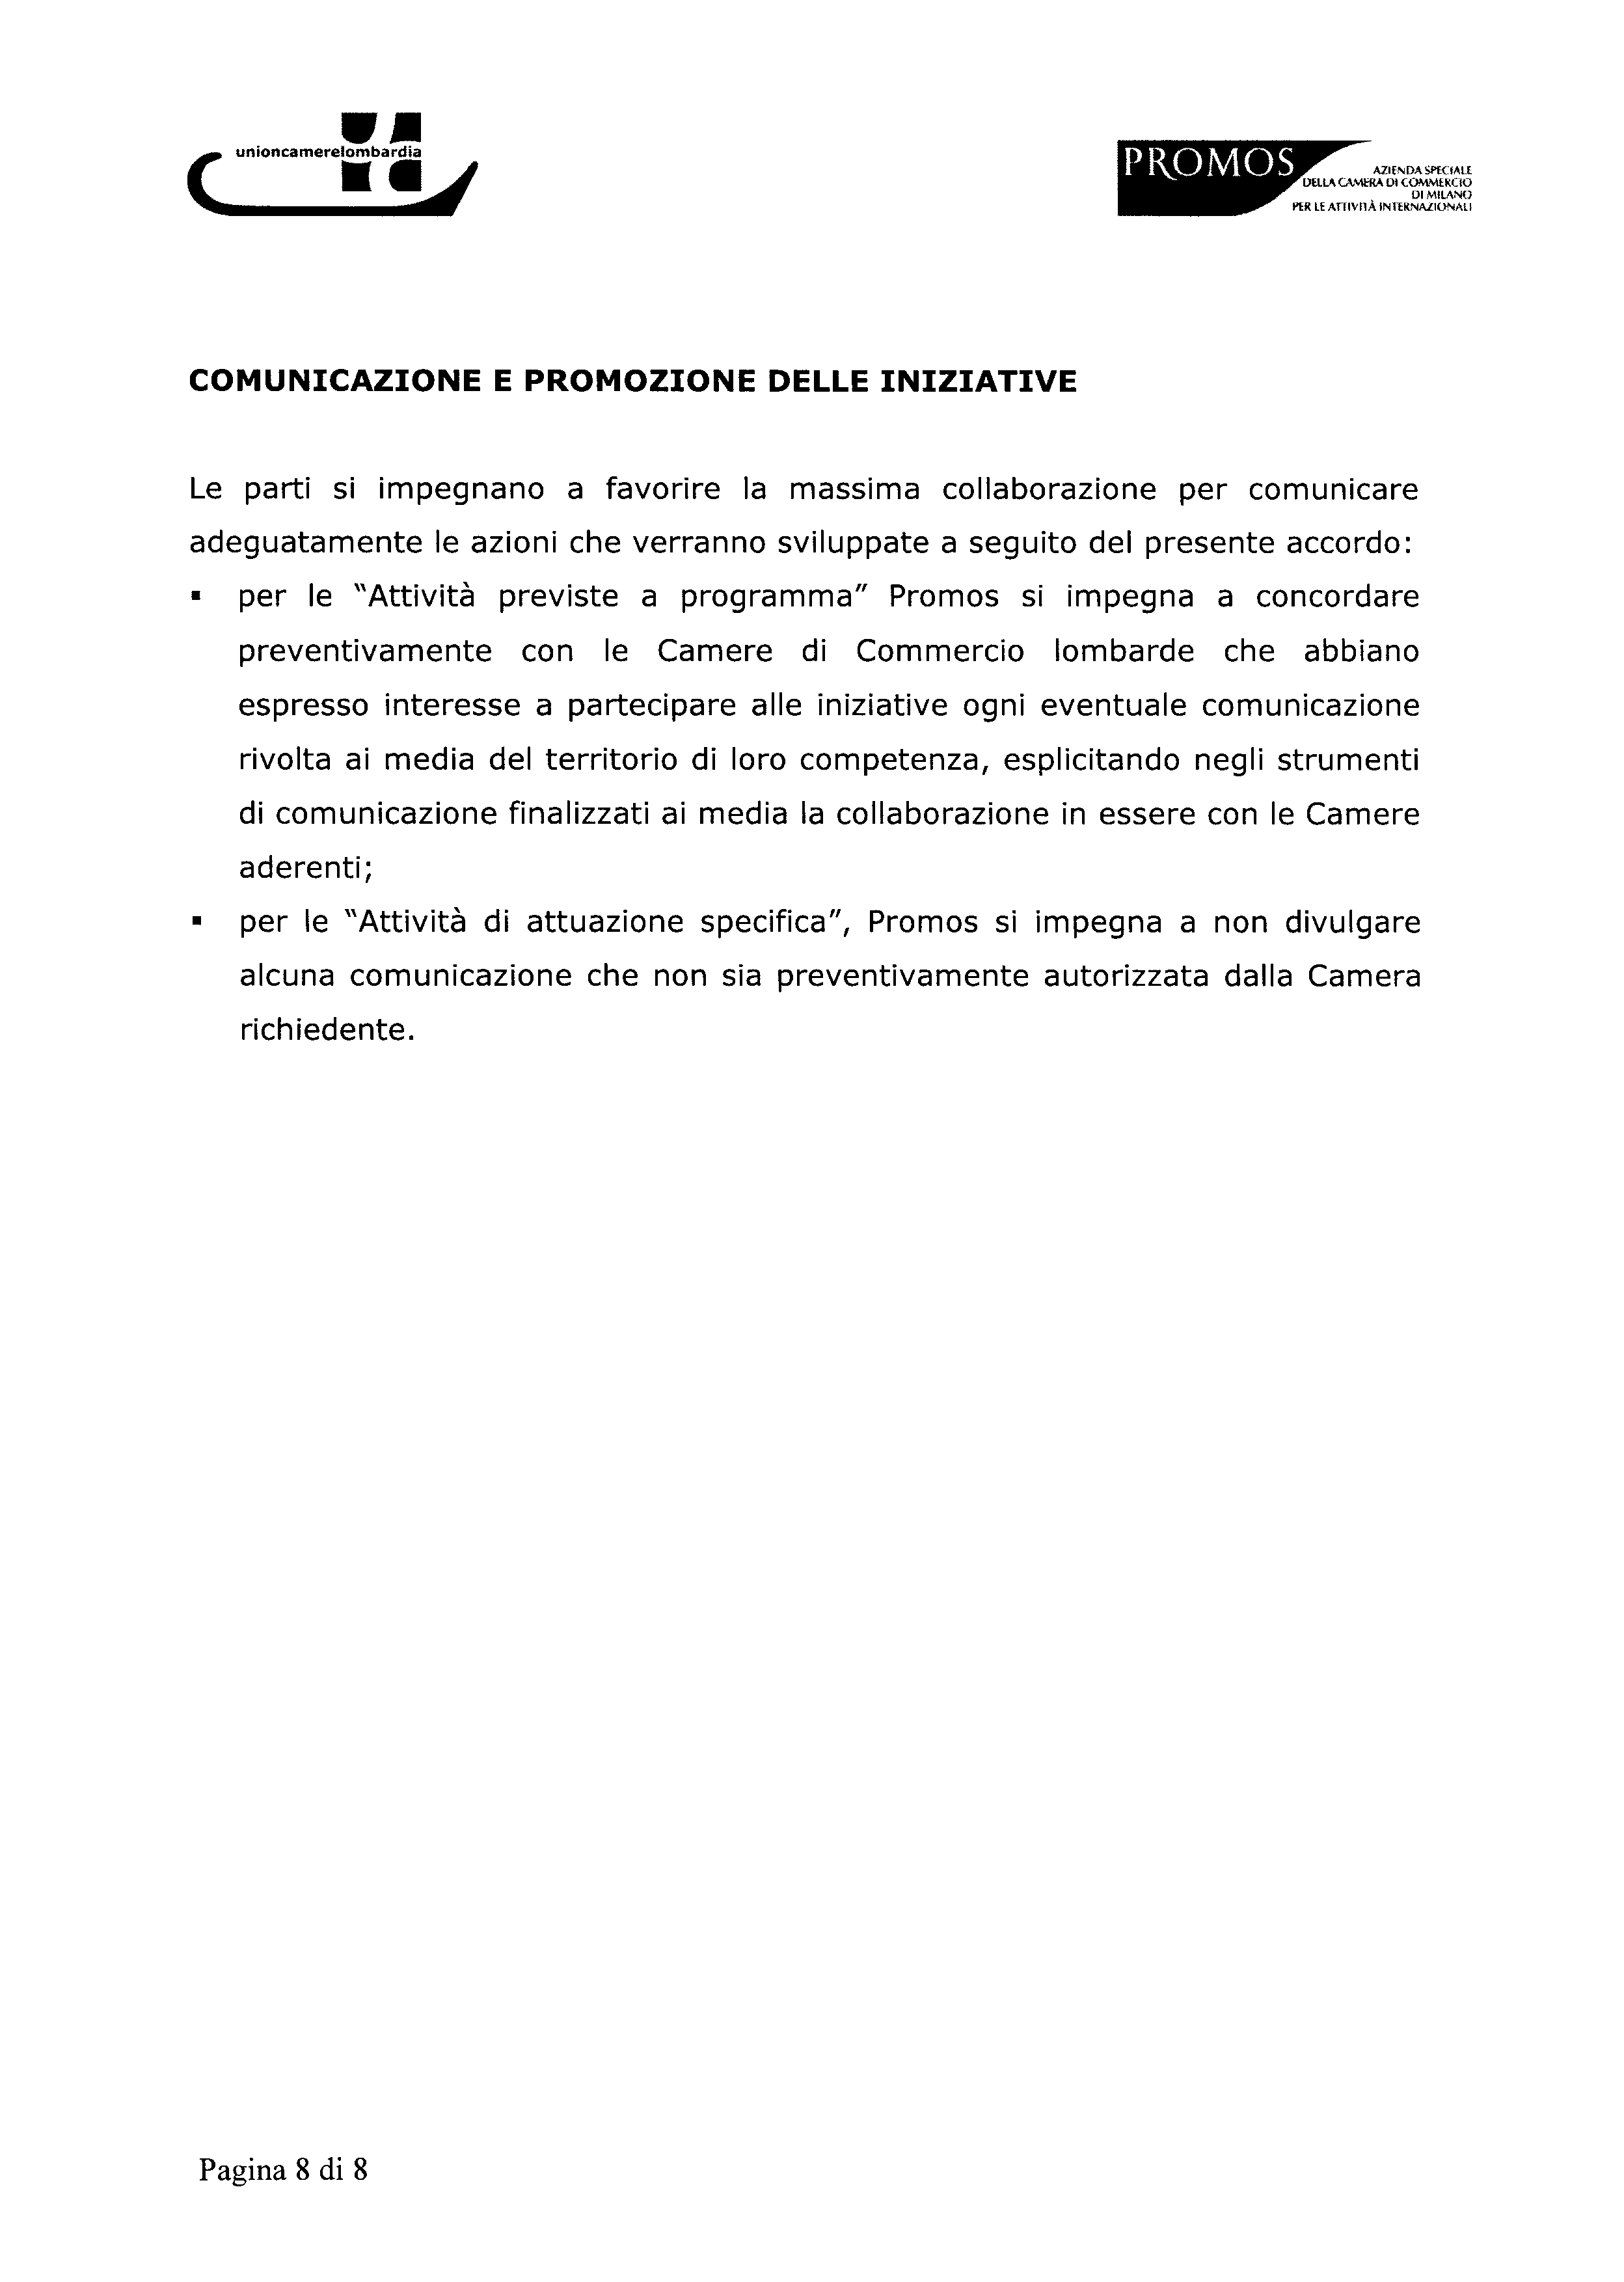 unioncamerelombardia
PROMOS
AZIENDA SPECIALE
DELLA CAMERA DI COMMERCIO
DI MILANO
PER LE ATTIVITÀ INTERNAZIONALI
COMUNICAZIONE E PROMOZIONE DELLE INIZIATIVE
Le parti si impegnano a favorire la massima collaborazione per comunicare
adeguatamente le azioni che verranno sviluppate a seguito del presente accordo:
▪ per le “Attività previste a programma” Promos si impegna a concordare
preventivamente con le Camere di Commercio lombarde che abbiano
espresso interesse a partecipare alle iniziative ogni eventuale comunicazione
rivolta ai media del territorio di loro competenza, esplicitando negli strumenti
di comunicazione finalizzati ai media la collaborazione in essere con le Camere
aderenti;
▪ per le “Attività di attuazione specifica”, Promos si impegna a non divulgare
alcuna comunicazione che non sia preventivamente autorizzata dalla Camera
richiedente.
Pagina 8 di 8